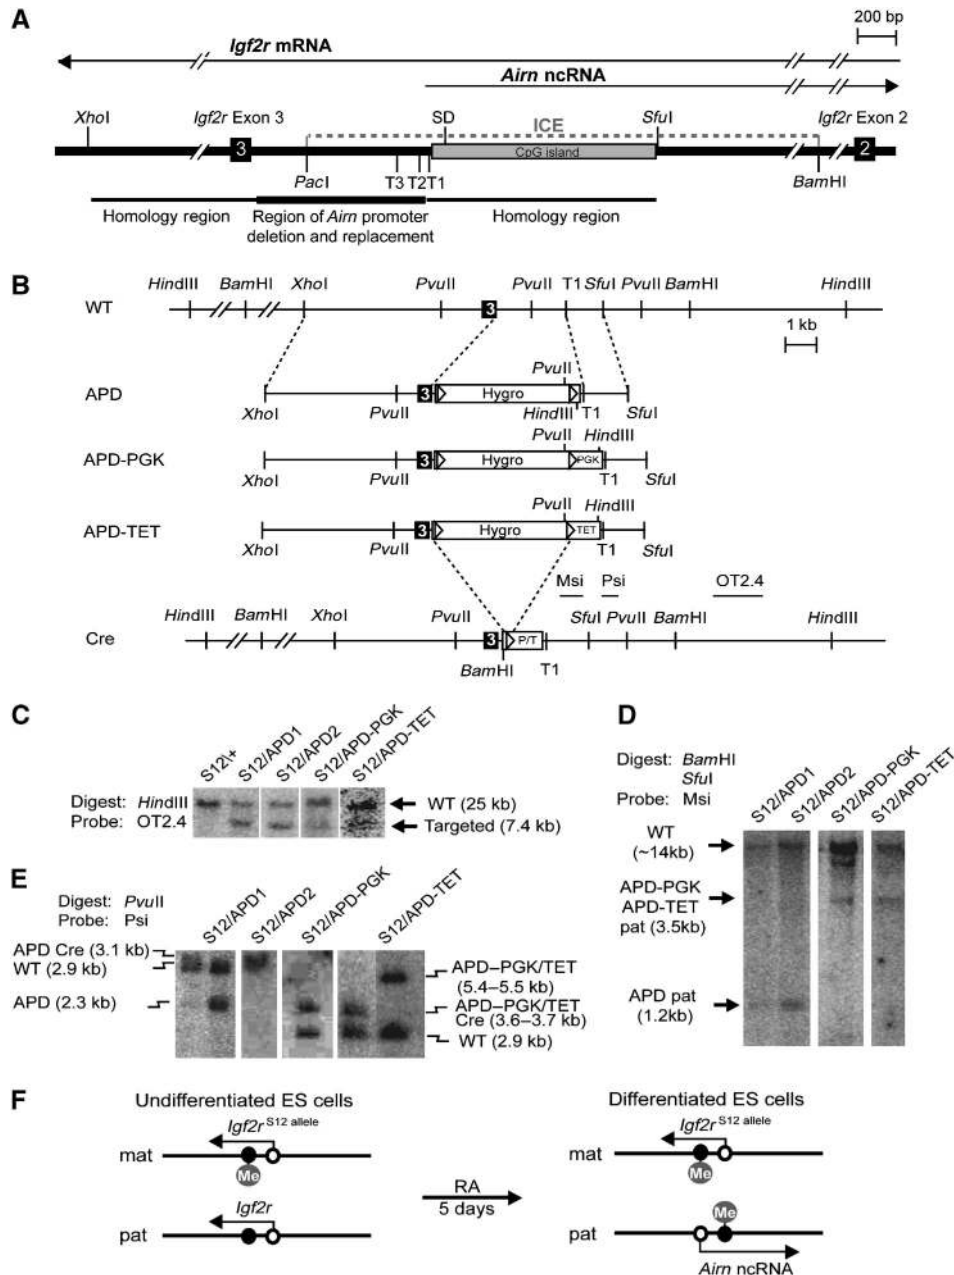 A
200 bp
Igf2r mRNA
Airn ncRNA
XhoI
Igf2r Exon 3
SD
ICE
SfuI
Igf2r Exon 2
3
CpG island
2
PacI
T3
T2
T1
BamHI
Homology region
Region of Airn promoter
deletion and replacement
Homology region
B
HindIII
BamHI
XhoI
PvuII
PvuII
T1
SfuI
PvuII
BamHI
HindIII
WT
3
1 kb
PvuII
APD
3
Hygro
XhoI
PvuII
HindIII
T1
SfuI
PvuII
HindIII
APD-PGK
3
Hygro
PGK
XhoI
PvuII
T1
SfuI
PvuII
HindIII
APD-TET
3
Hygro
TET
XhoI
PvuII
T1
SfuI
Msi
Psi
OT2.4
HindIII
BamHI
XhoI
PvuII
SfuI
PvuII
BamHI
HindIII
Cre
3
P/T
BamHI
T1
C
S12\+
S12/APD1
S12/APD2
S12/APD-PGK
S12/APD-TET
Digest: HindIII
Probe: OT2.4
WT (25 kb)
Targeted (7.4 kb)
D
Digest: BamHI
SfuI
Probe: Msi
S12/APD1
S12/APD2
S12/APD-PGK
S12/APD-TET
WT
(~14kb)
APD-PGK
APD-TET
pat (3.5kb)
APD pat
(1.2kb)
E
Digest: PvuII
Probe: Psi
S12/APD1
S12/APD2
S12/APD-PGK
S12/APD-TET
APD Cre (3.1 kb)
WT (2.9 kb)
APD (2.3 kb)
APD–PGK/TET
(5.4–5.5 kb)
APD–PGK/TET
Cre (3.6–3.7 kb)
WT (2.9 kb)
F
Undifferentiated ES cells
Igf2r S12 allele
mat
Me
Igf2r
pat
RA
5 days
Differentiated ES cells
Igf2r S12 allele
mat
Me
Me
pat
Airn ncRNA